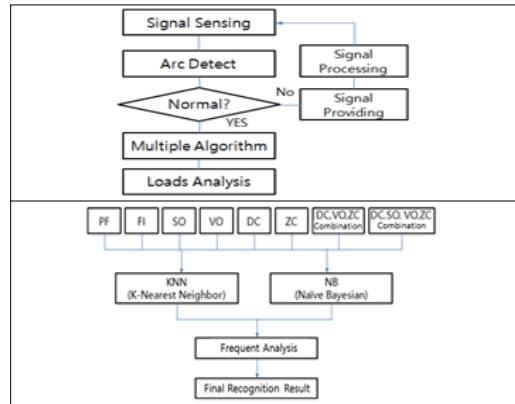 Signal Sensing
Arc Detect
Signal
Processing
Normal?
No
Signal
Providing
YES
Multiple Algorithm
Loads Analysis
PF
FI
SO
VO
DC
ZC
DC,VO,ZC
Combination
DC.SO, VO,ZC
Combination
KNN
(K-Nearest Neighbor)
NB
(Naïve Bayesian)
Frequent Analysis
Final Recognition Result